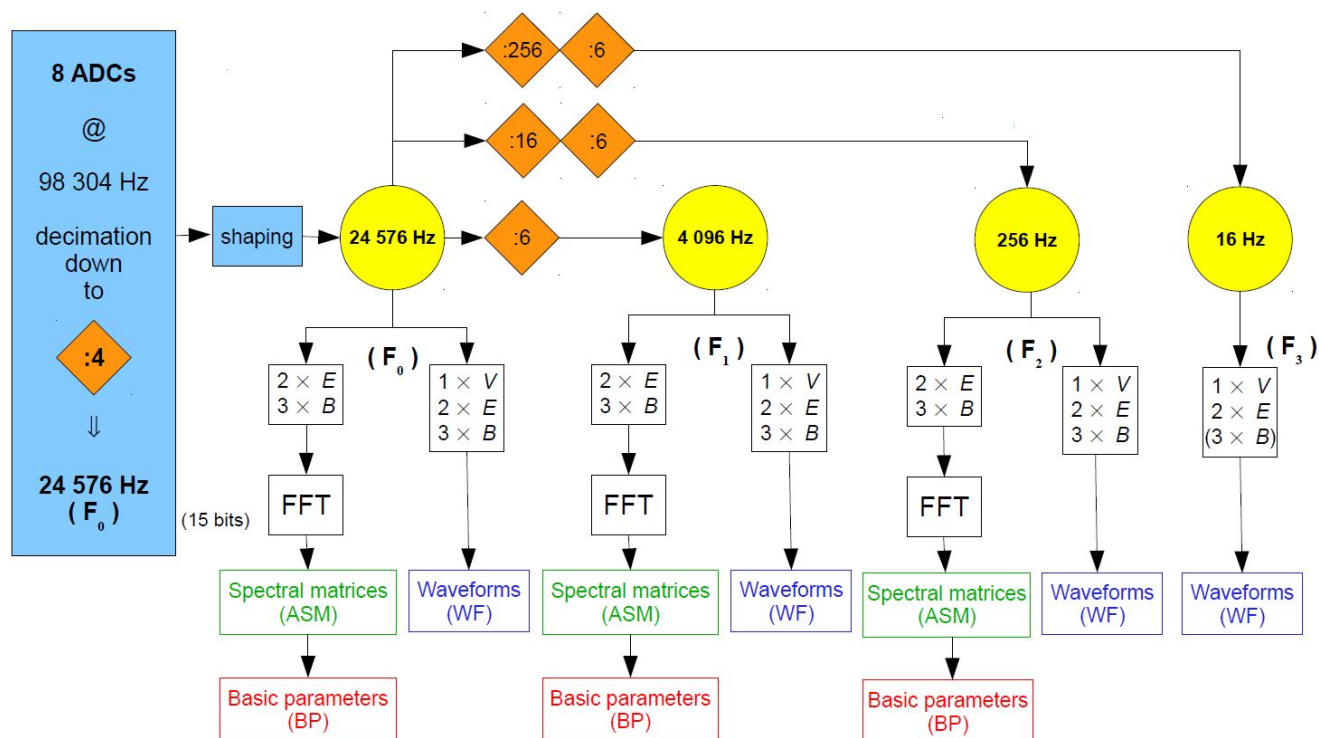 8 ADCs
@
98 304 Hz
decimation
down
to
:4
⇓
24 576 Hz
( F₀ )
(15 bits)
shaping
:256
:6
:16
:6
24 576 Hz
:6
4 096 Hz
256 Hz
16 Hz
( F₀ )
2 × E
3 × B
FFT
Spectral matrices
(ASM)
Basic parameters
(BP)
1 × V
2 × E
3 × B
Waveforms
(WF)
( F₁ )
2 × E
3 × B
FFT
Spectral matrices
(ASM)
Basic parameters
(BP)
1 × V
2 × E
3 × B
Waveforms
(WF)
( F₂ )
2 × E
3 × B
FFT
Spectral matrices
(ASM)
Basic parameters
(BP)
1 × V
2 × E
3 × B
Waveforms
(WF)
( F₃ )
1 × V
2 × E
(3 × B)
Waveforms
(WF)